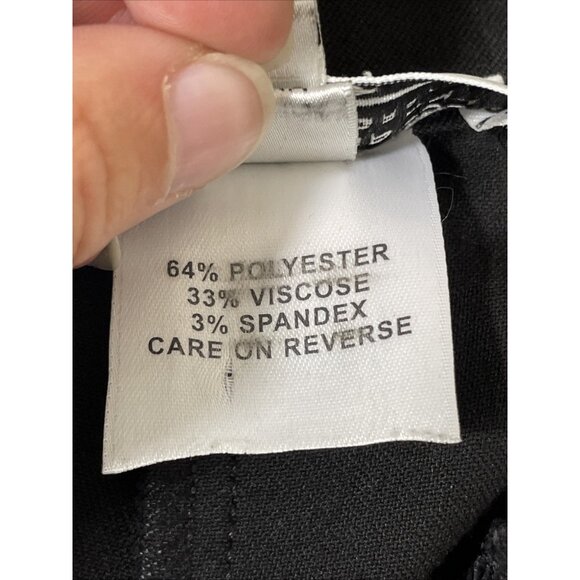 64% POLYESTER
33% VISCOSE
3% SPANDEX
CARE ON REVERSE